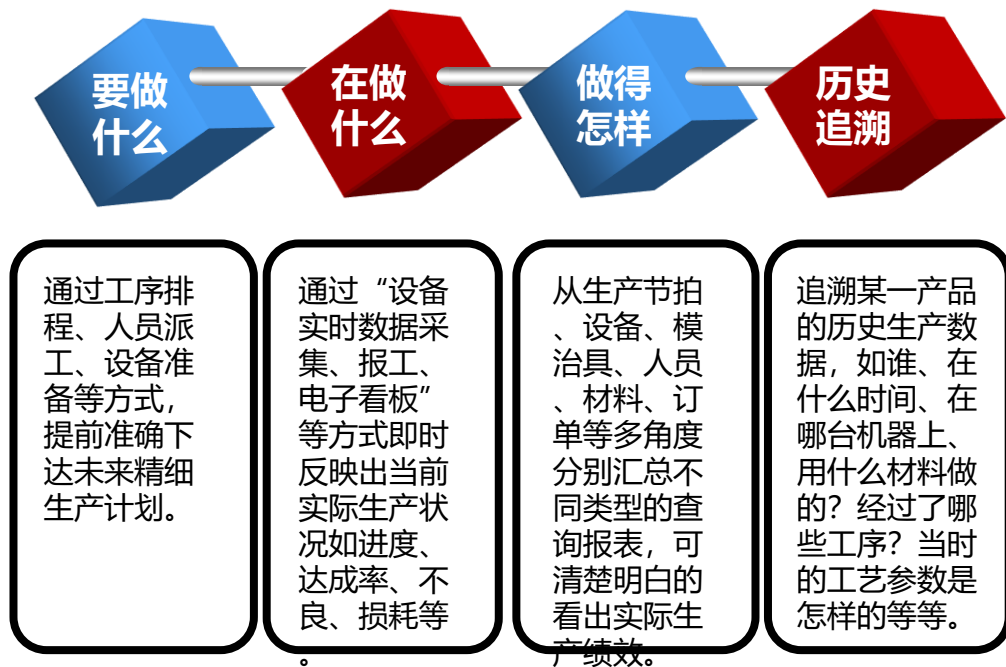 要做
什么
在做
什么
做得
怎样
历史
追溯
通过工序排
程、人员派
工、设备准
备等方式，
提前准确下
达未来精细
生产计划。
通过“设备
实时数据采
集、报工、
电子看板”
等方式即时
反映出当前
实际生产状
况如进度、
达成率、不
良、损耗等
。
从生产节拍
、设备、模
治具、人员
、材料、订
单等多角度
分别汇总不
同类型的查
询报表，可
清楚明白的
看出实际生
产绩效。
追溯某一产品
的历史生产数
据，如谁、在
什么时间、在
哪台机器上、
用什么材料做
的？经过了哪
些工序？当时
的工艺参数是
怎样的等等。